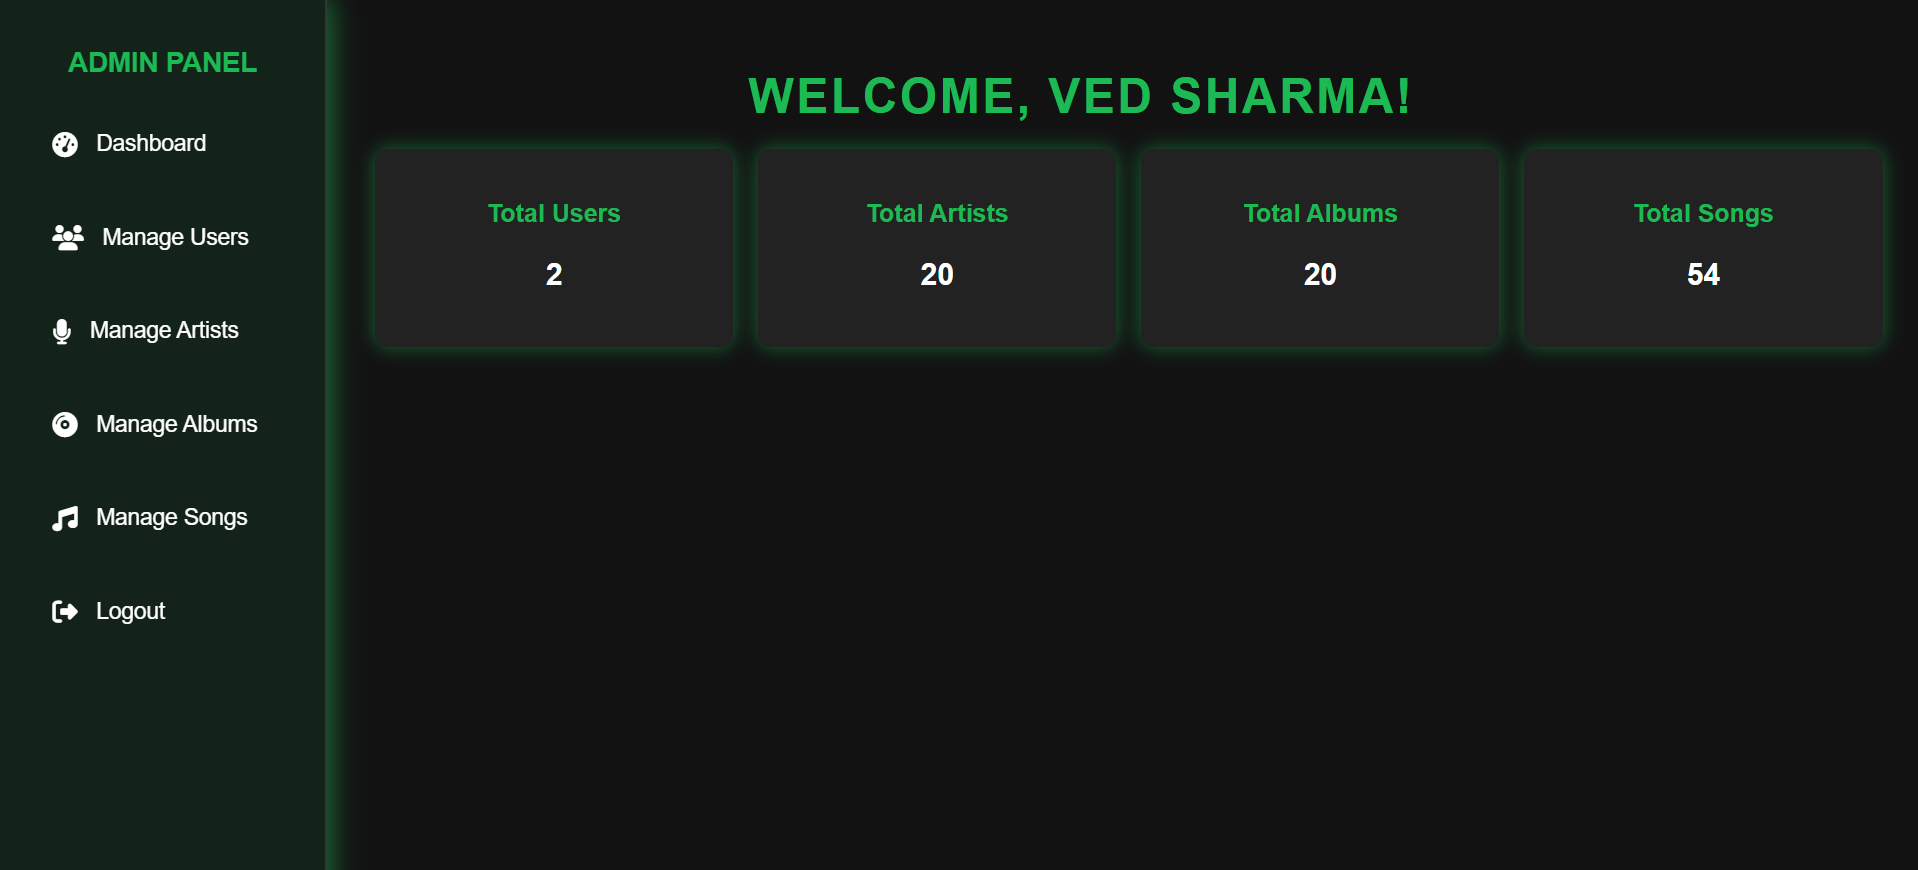 ADMIN PANEL
Dashboard
Manage Users
Manage Artists
Manage Albums
Manage Songs
Logout
WELCOME, VED SHARMA!
Total Users
2
Total Artists
20
Total Albums
20
Total Songs
54